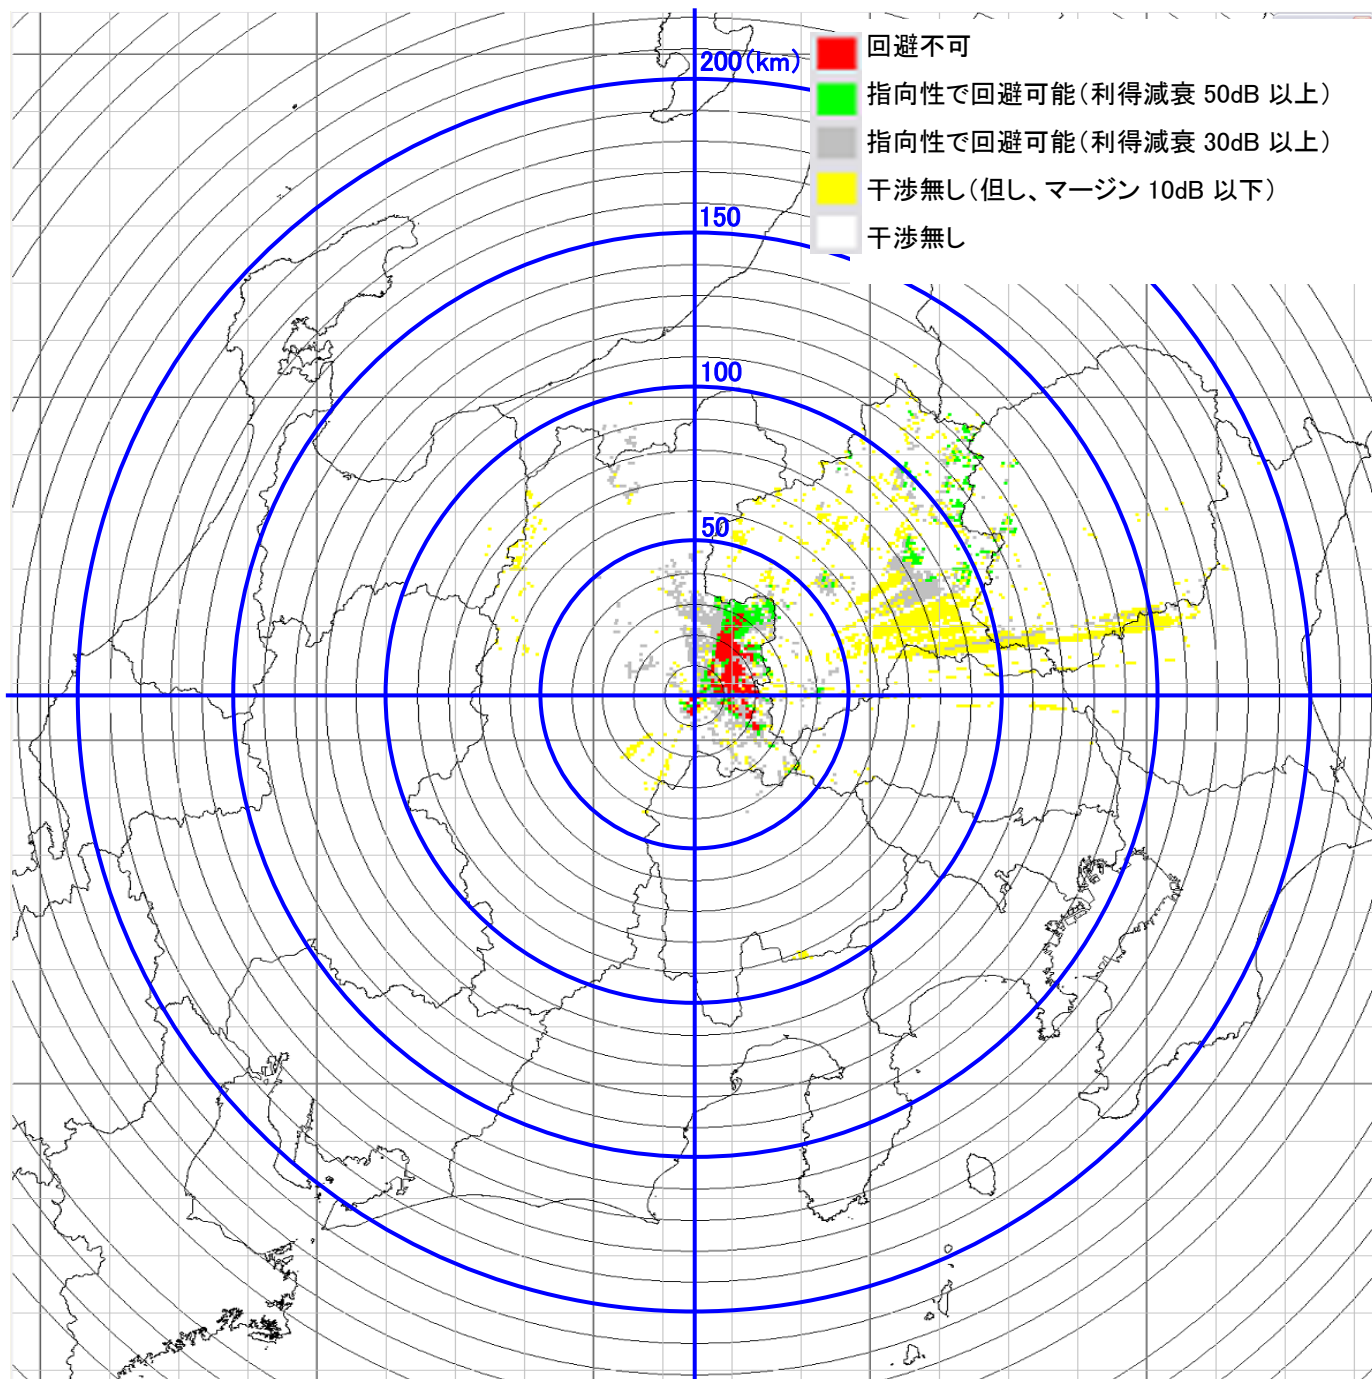 200(km)
150
100
50
回避不可
指向性で回避可能(利得減衰 50dB 以上)
指向性で回避可能(利得減衰 30dB 以上)
干渉無し(但し、マージン 10dB 以下)
干渉無し